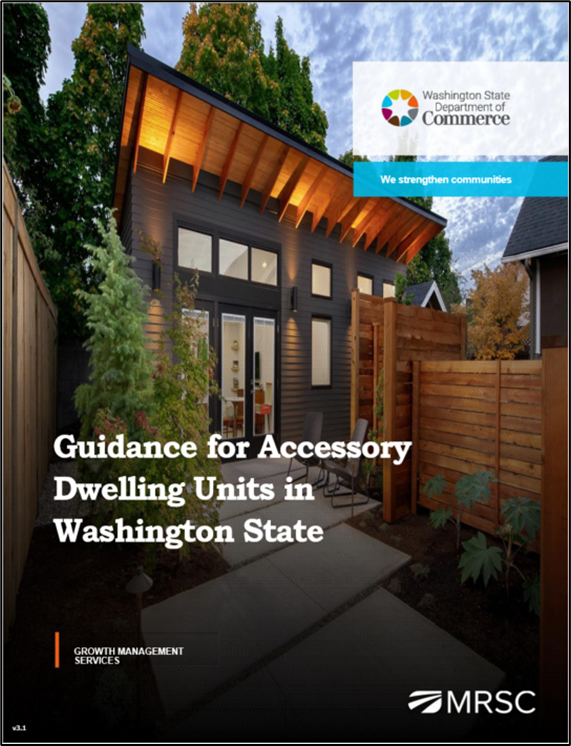 Washington State
Department of
Commerce
We strengthen communities
Guidance for Accessory
Dwelling Units in
Washington State
GROWTH MANAGEMENT
SERVICES
MRSC
v3.1